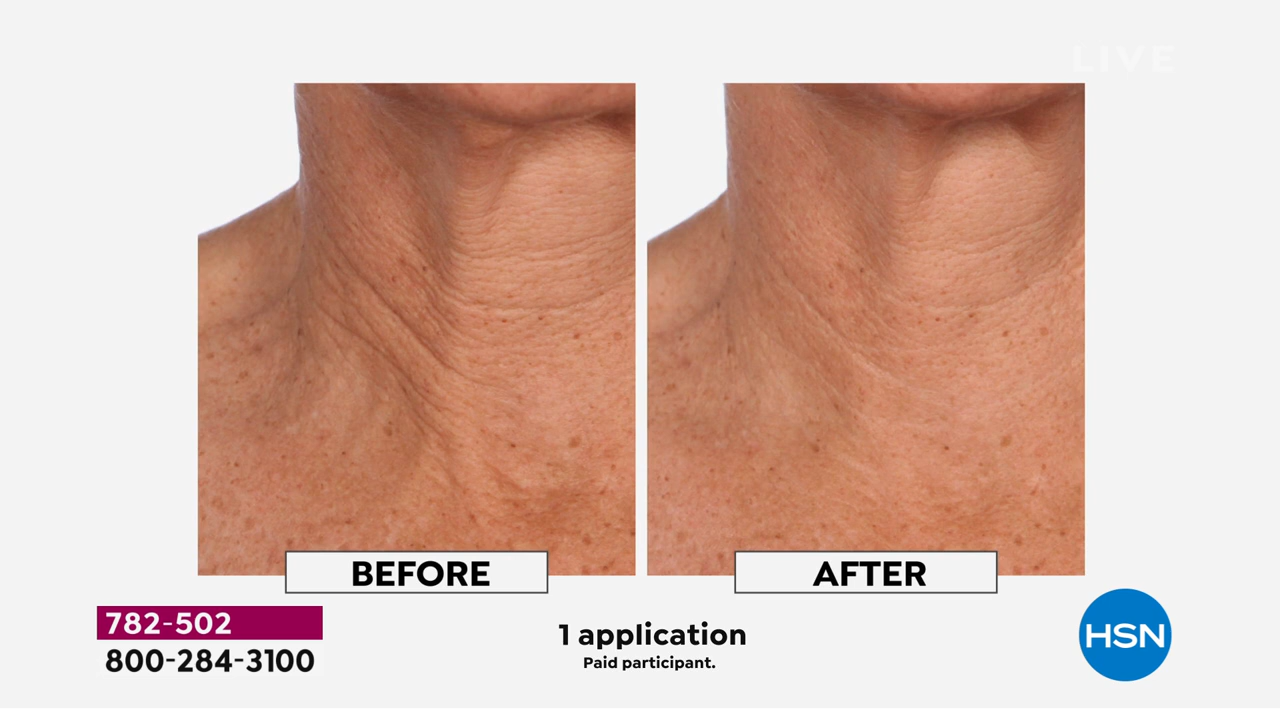 LIVE
BEFORE
AFTER
782-502
800-284-3100
1 application
Paid participant.
HSN